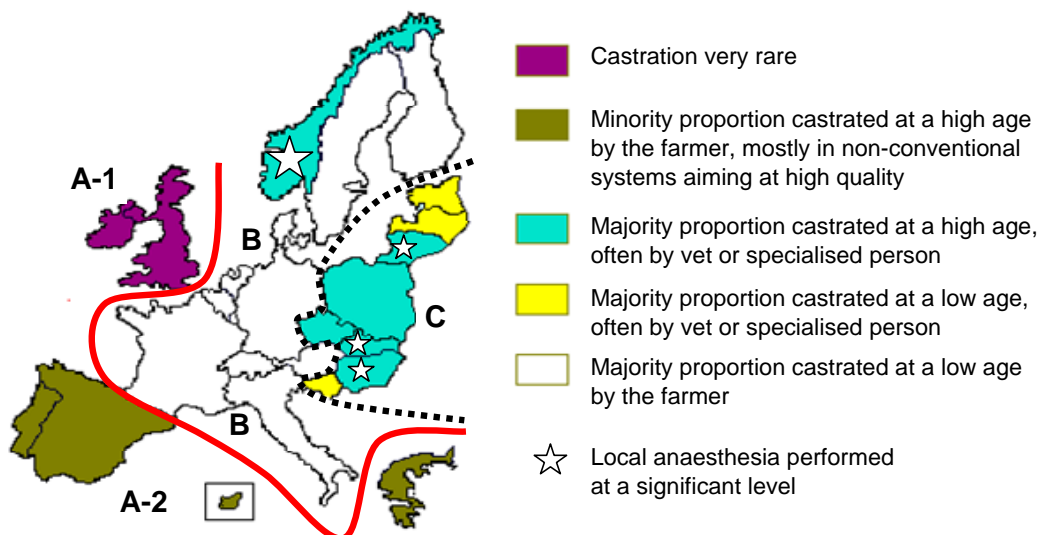 A-1
B
C
B
A-2
Castration very rare
Minority proportion castrated at a high age
by the farmer, mostly in non-conventional
systems aiming at high quality
Majority proportion castrated at a high age,
often by vet or specialised person
Majority proportion castrated at a low age,
often by vet or specialised person
Majority proportion castrated at a low age
by the farmer
Local anaesthesia performed
at a significant level